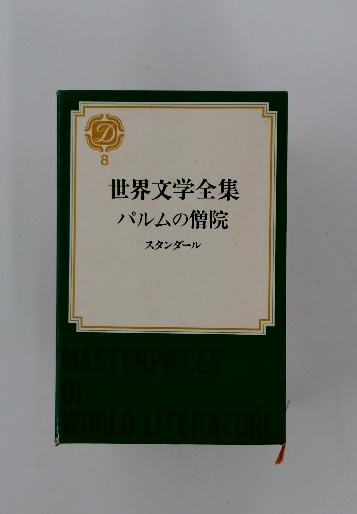 D
8
世界文学全集
パルムの僧院
スタンダール
MASTERPIECES
OF
WORLD LITERATURE